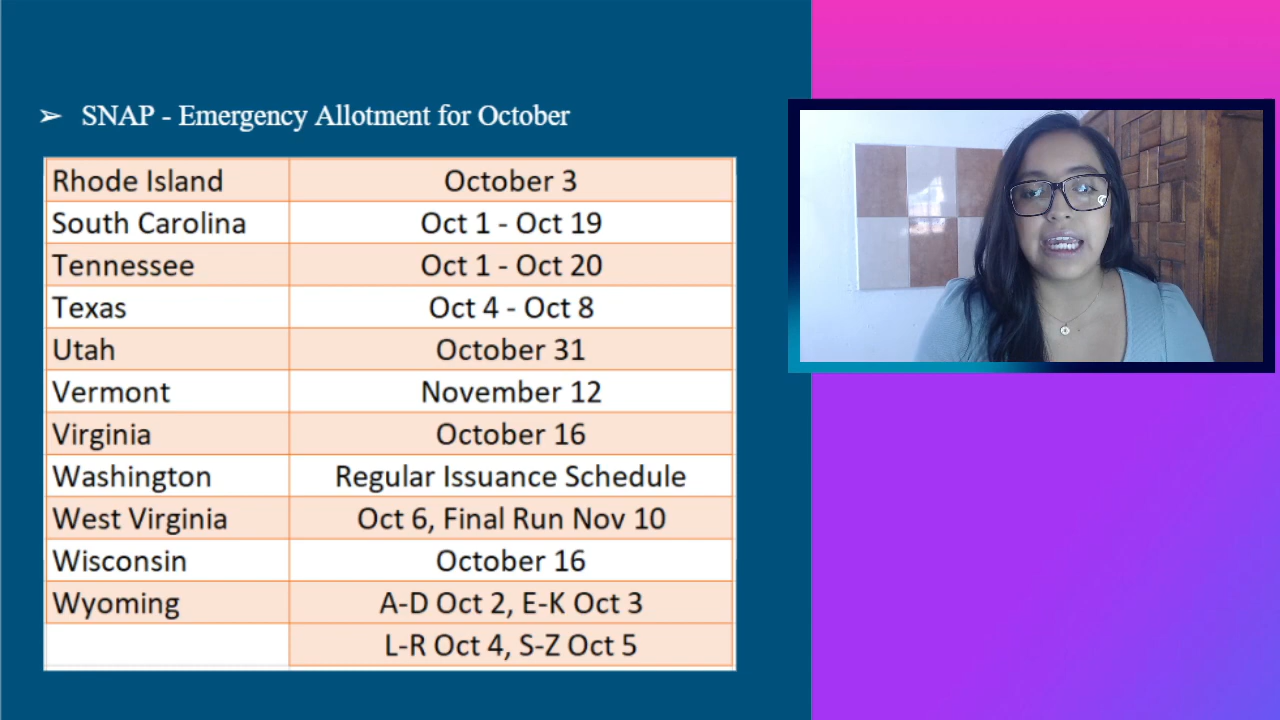 ➢ SNAP - Emergency Allotment for October
Rhode Island October 3
South Carolina Oct 1 - Oct 19
Tennessee Oct 1 - Oct 20
Texas Oct 4 - Oct 8
Utah October 31
Vermont November 12
Virginia October 16
Washington Regular Issuance Schedule
West Virginia Oct 6, Final Run Nov 10
Wisconsin October 16
Wyoming A-D Oct 2, E-K Oct 3
L-R Oct 4, S-Z Oct 5